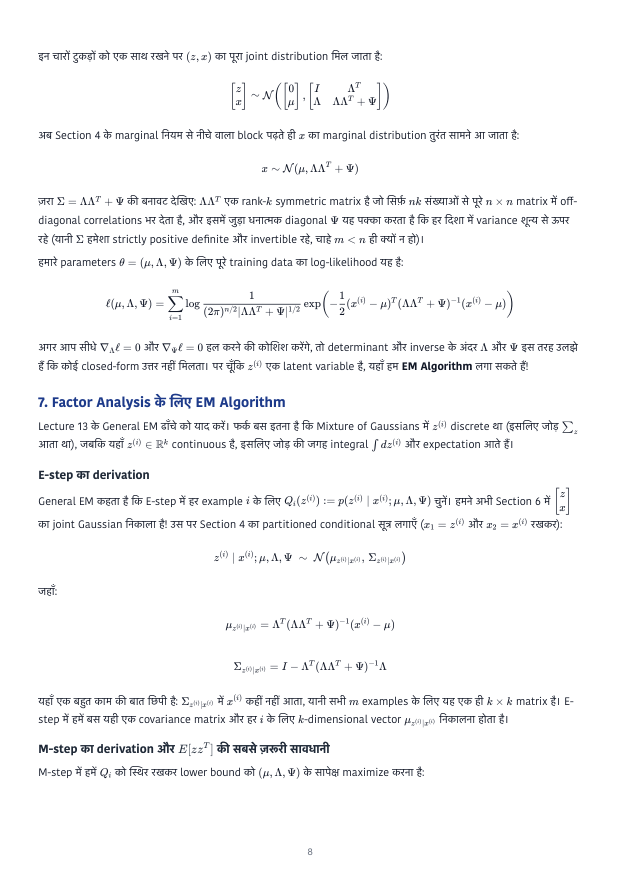 इन चारों टुकड़ों को एक साथ रखने पर (z, x) का पूरा joint distribution मिल जाता है:
[z x] ∼ 𝒩([0 μ], [I Λ^T; Λ ΛΛ^T + Ψ])
अब Section 4 के marginal नियम से नीचे वाला block पढ़ते ही x का marginal distribution तुरंत सामने आ जाता है:
x ∼ 𝒩(μ, ΛΛ^T + Ψ)
ज़रा Σ = ΛΛ^T + Ψ की बनावट देखिए: ΛΛ^T एक rank-k symmetric matrix है जो सिर्फ़ nk संख्याओं से पूरे n × n matrix में off-
diagonal correlations भर देता है, और इसमें जुड़ा धनात्मक diagonal Ψ यह पक्का करता है कि हर दिशा में variance शून्य से ऊपर
रहे (यानी Σ हमेशा strictly positive definite और invertible रहे, चाहे m < n ही क्यों न हो)।
हमारे parameters θ = (μ, Λ, Ψ) के लिए पूरे training data का log-likelihood यह है:
ℓ(μ, Λ, Ψ) = ∑_{i=1}^{m} log 1/((2π)^{n/2}|ΛΛ^T + Ψ|^{1/2}) exp(−1/2 (x^{(i)} − μ)^T(ΛΛ^T + Ψ)^{−1}(x^{(i)} − μ))
अगर आप सीधे ∇_Λℓ = 0 और ∇_Ψℓ = 0 हल करने की कोशिश करेंगे, तो determinant और inverse के अंदर Λ और Ψ इस तरह उलझे
हैं कि कोई closed-form उत्तर नहीं मिलता। पर चूँकि z^{(i)} एक latent variable है, यहाँ हम EM Algorithm लगा सकते हैं!
7. Factor Analysis के लिए EM Algorithm
Lecture 13 के General EM ढाँचे को याद करें। फर्क बस इतना है कि Mixture of Gaussians में z^{(i)} discrete था (इसलिए जोड़ ∑_z
आता था), जबकि यहाँ z^{(i)} ∈ ℝ^k continuous है, इसलिए जोड़ की जगह integral ∫ dz^{(i)} और expectation आते हैं।
E-step का derivation
General EM कहता है कि E-step में हर example i के लिए Q_i(z^{(i)}) := p(z^{(i)} | x^{(i)}; μ, Λ, Ψ) चुनें। हमने अभी Section 6 में [z x]
का joint Gaussian निकाला है! उस पर Section 4 का partitioned conditional सूत्र लगाएँ (x_1 = z^{(i)} और x_2 = x^{(i)} रखकर):
z^{(i)} | x^{(i)}; μ, Λ, Ψ ∼ 𝒩(μ_{z^{(i)}|x^{(i)}}, Σ_{z^{(i)}|x^{(i)}})
जहाँ:
μ_{z^{(i)}|x^{(i)}} = Λ^T(ΛΛ^T + Ψ)^{−1}(x^{(i)} − μ)
Σ_{z^{(i)}|x^{(i)}} = I − Λ^T(ΛΛ^T + Ψ)^{−1}Λ
यहाँ एक बहुत काम की बात छिपी है: Σ_{z^{(i)}|x^{(i)}} में x^{(i)} कहीं नहीं आता, यानी सभी m examples के लिए यह एक ही k × k matrix है। E-
step में हमें बस यही एक covariance matrix और हर i के लिए k-dimensional vector μ_{z^{(i)}|x^{(i)}} निकालना होता है।
M-step का derivation और E[zz^T] की सबसे ज़रूरी सावधानी
M-step में हमें Q_i को स्थिर रखकर lower bound को (μ, Λ, Ψ) के सापेक्ष maximize करना है:
8